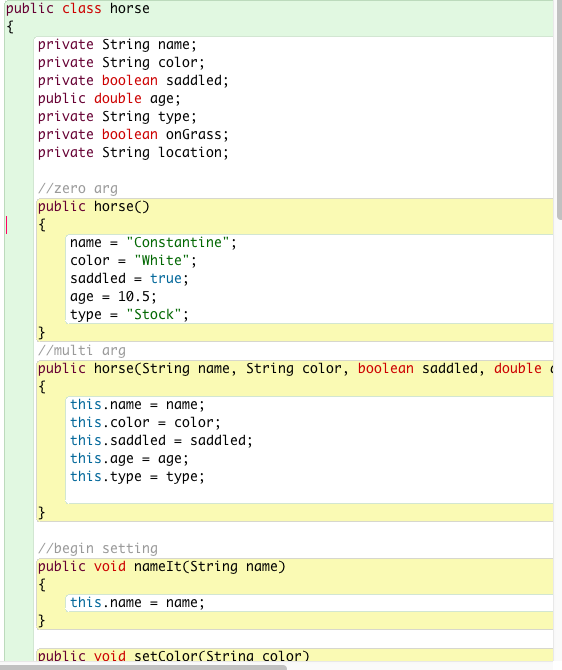 public class horse
{
private String name;
private String color;
private boolean saddled;
public double age;
private String type;
private boolean onGrass;
private String location;
//zero arg
public horse()
{
name = "Constantine";
color = "White";
saddled = true;
age = 10.5;
type = "Stock";
}
//multi arg
public horse(String name, String color, boolean saddled, double
{
this.name = name;
this.color = color;
this.saddled = saddled;
this.age = age;
this.type = type;
}
//begin setting
public void nameIt(String name)
{
this.name = name;
}
public void setColor(String color)